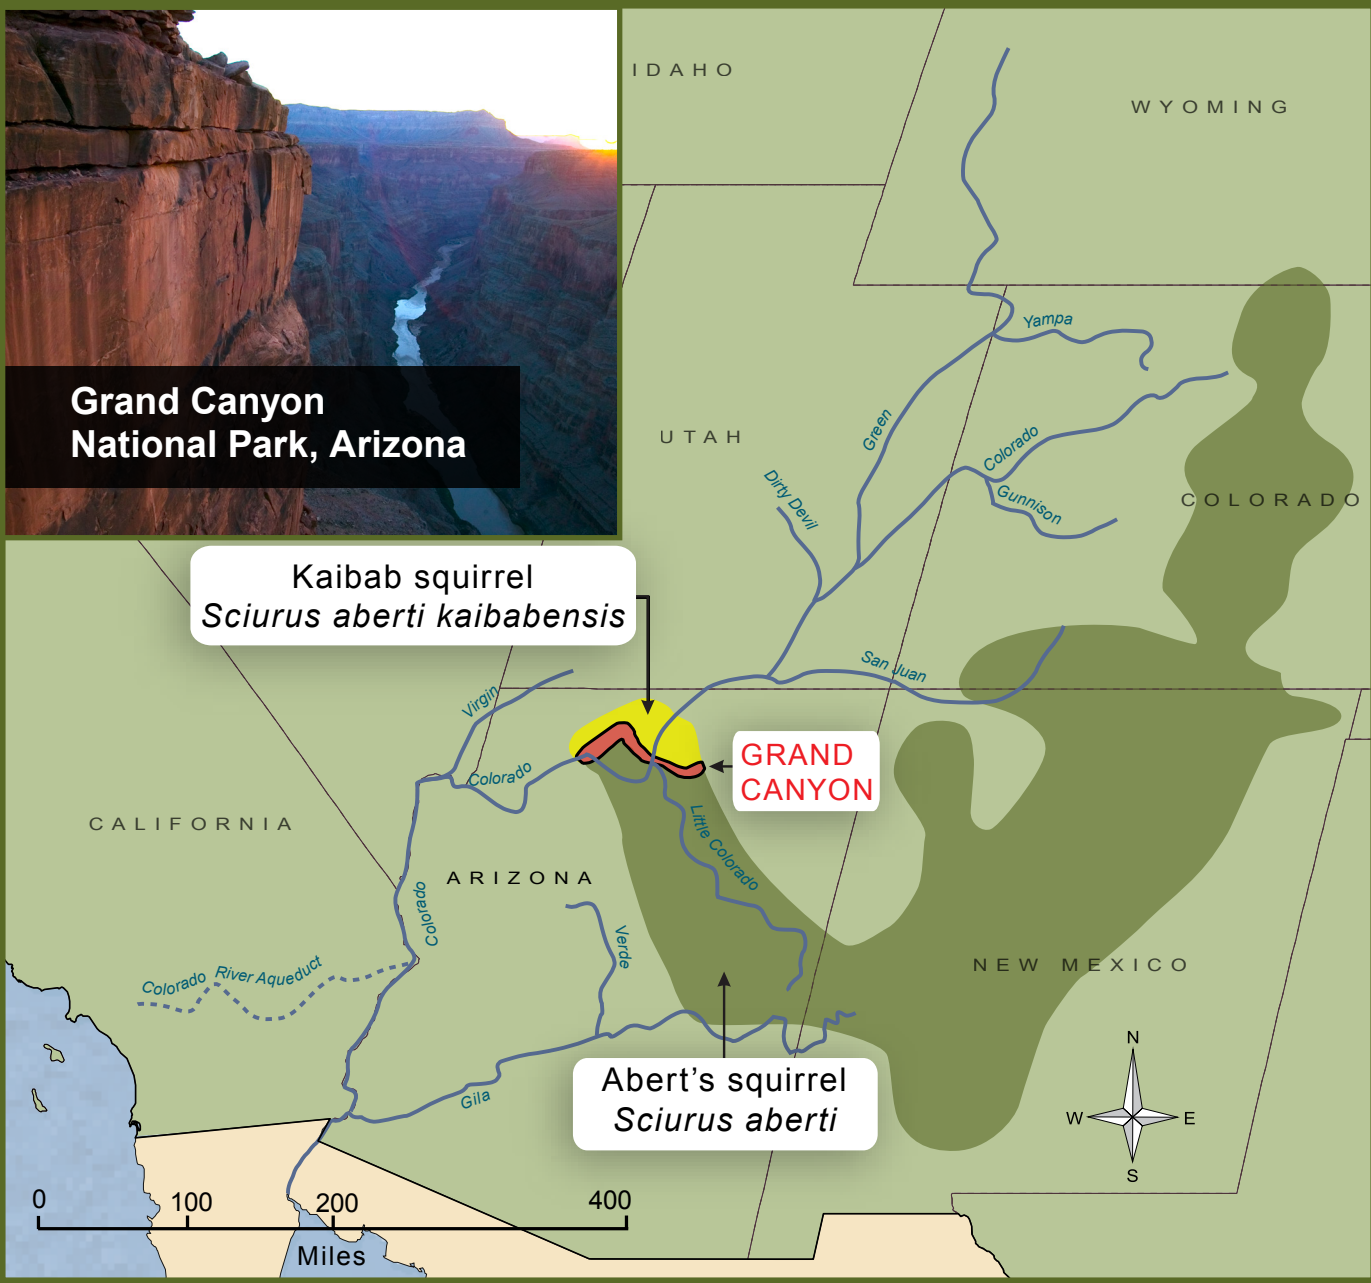 IDAHO
WYOMING
Grand Canyon
National Park, Arizona
Yampa
UTAH
Green
Colorado
Dirty Devil
Gunnison
COLORADO
Kaibab squirrel
Sciurus aberti kaibabensis
San Juan
Virgin
GRAND
CANYON
Colorado
CALIFORNIA
Little Colorado
ARIZONA
Colorado
Verde
Colorado River Aqueduct
NEW MEXICO
Abert's squirrel
Sciurus aberti
Gila
N
W
E
S
0
100
200
400
Miles